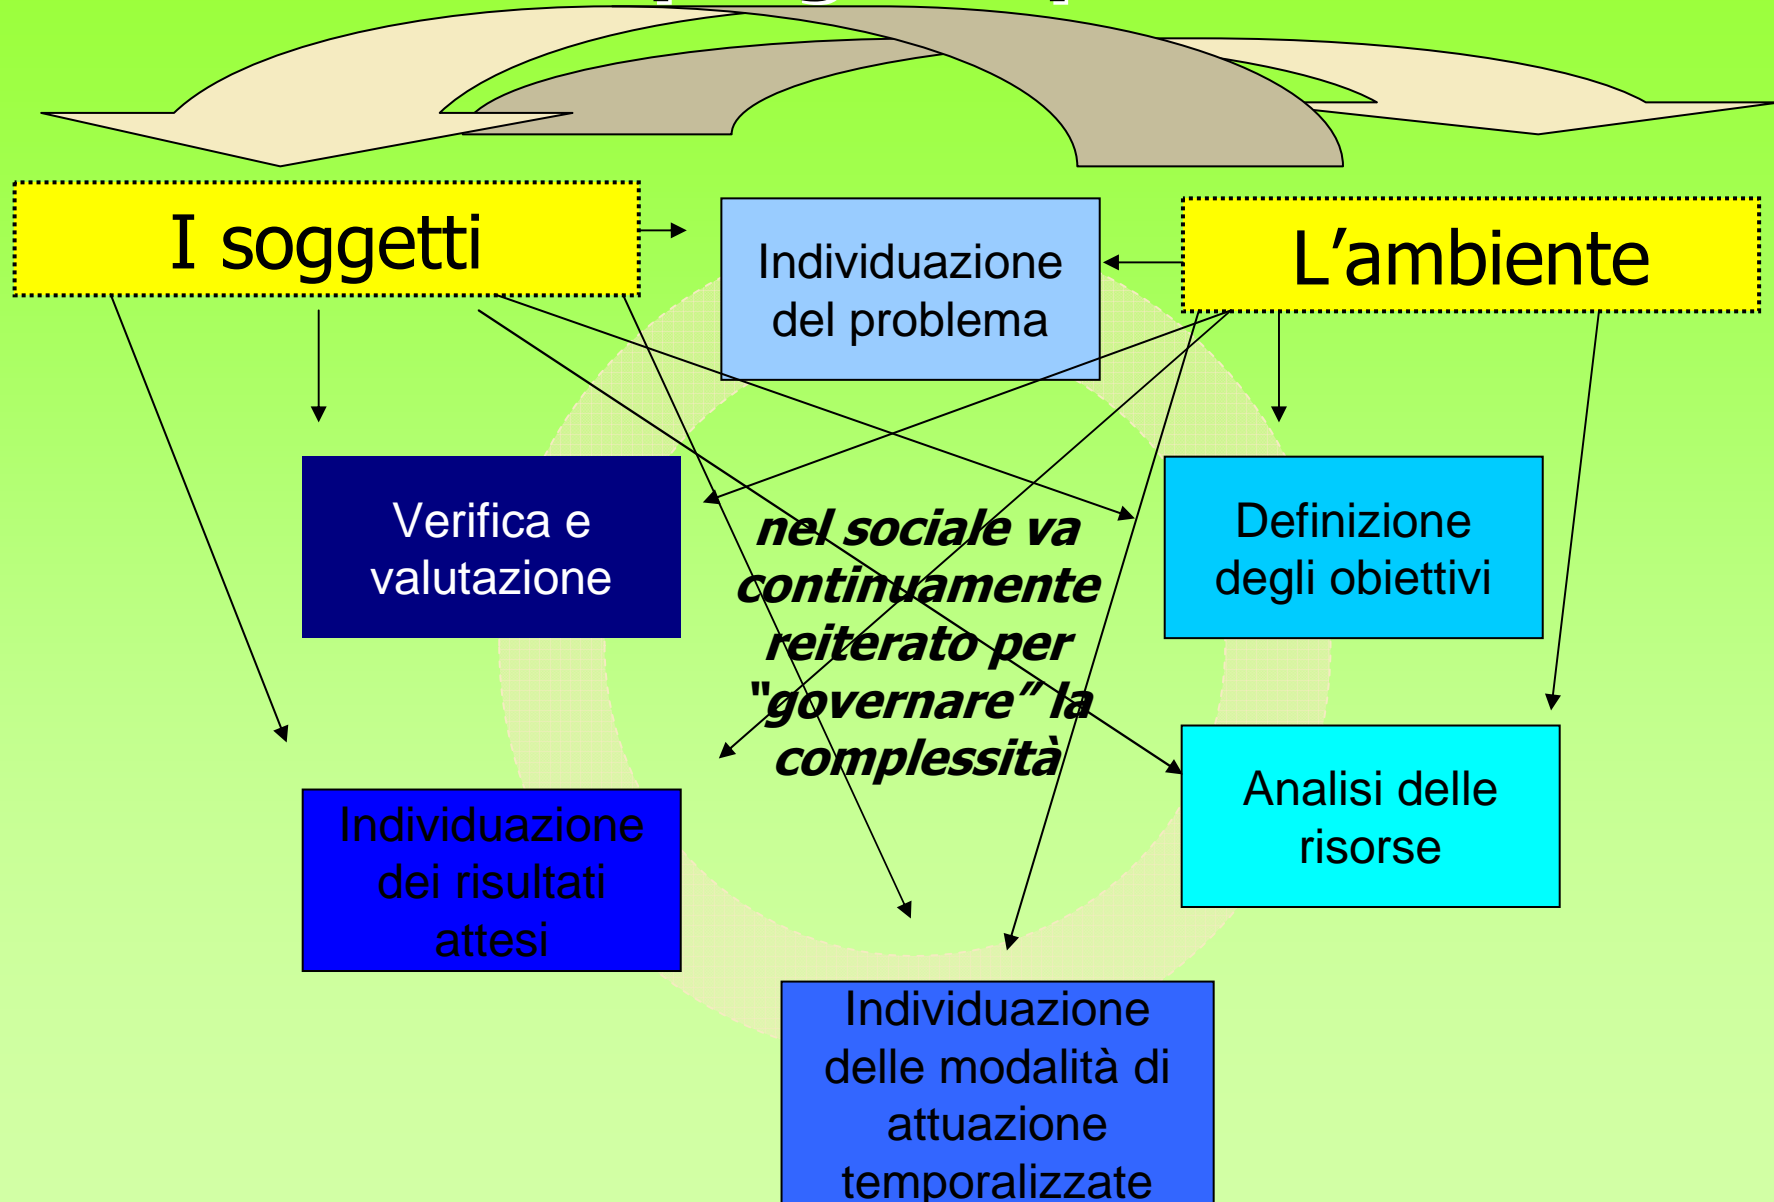 I soggetti
Individuazione
del problema
L'ambiente
Verifica e
valutazione
nel sociale va
continuamente
reiterato per
"governare" la
complessità
Definizione
degli obiettivi
Individuazione
dei risultati
attesi
Analisi delle
risorse
Individuazione
delle modalità di
attuazione
temporalizzate